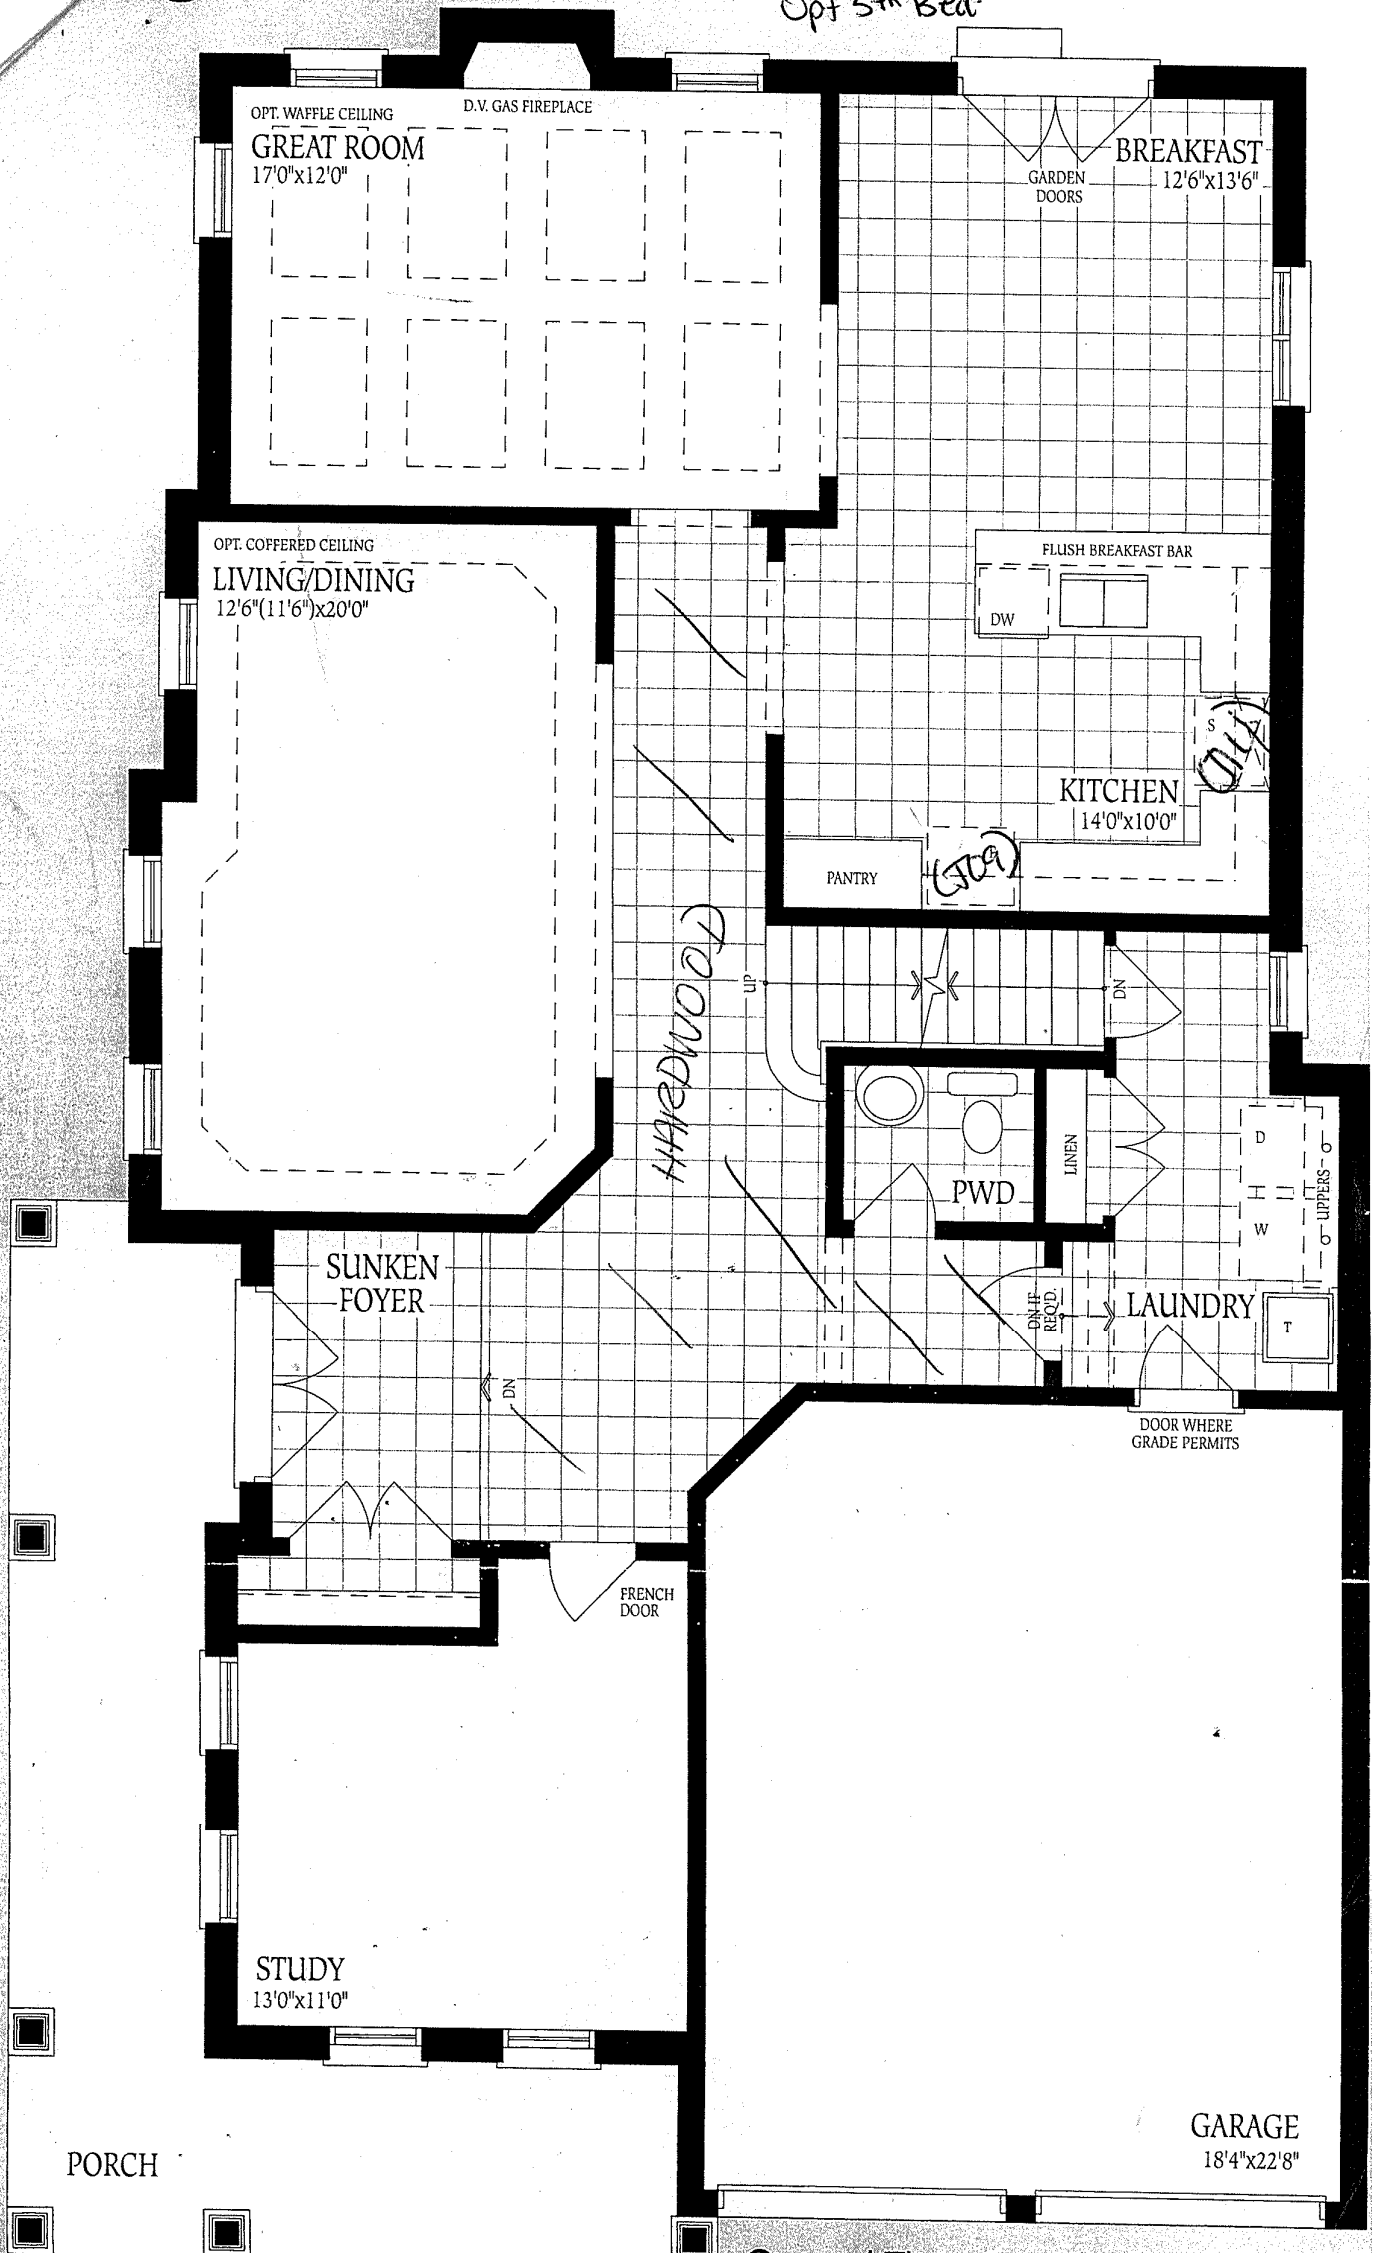 Opt 5th Bed
OPT. WAFFLE CEILING
GREAT ROOM
17'0"x12'0"
D.V. GAS FIREPLACE
BREAKFAST
12'6"x13'6"
GARDEN
DOORS
OPT. COFFERED CEILING
LIVING/DINING
12'6"(11'6")x20'0"
FLUSH BREAKFAST BAR
DW
S
KITCHEN
14'0"x10'0"
PANTRY
(J09)
HARDWOOD
UP
DN
PWD
LINEN
D
W
UPPERS
SUNKEN
FOYER
DN
DN IF
REQ'D.
LAUNDRY
T
DOOR WHERE
GRADE PERMITS
FRENCH
DOOR
STUDY
13'0"x11'0"
PORCH
GARAGE
18'4"x22'8"